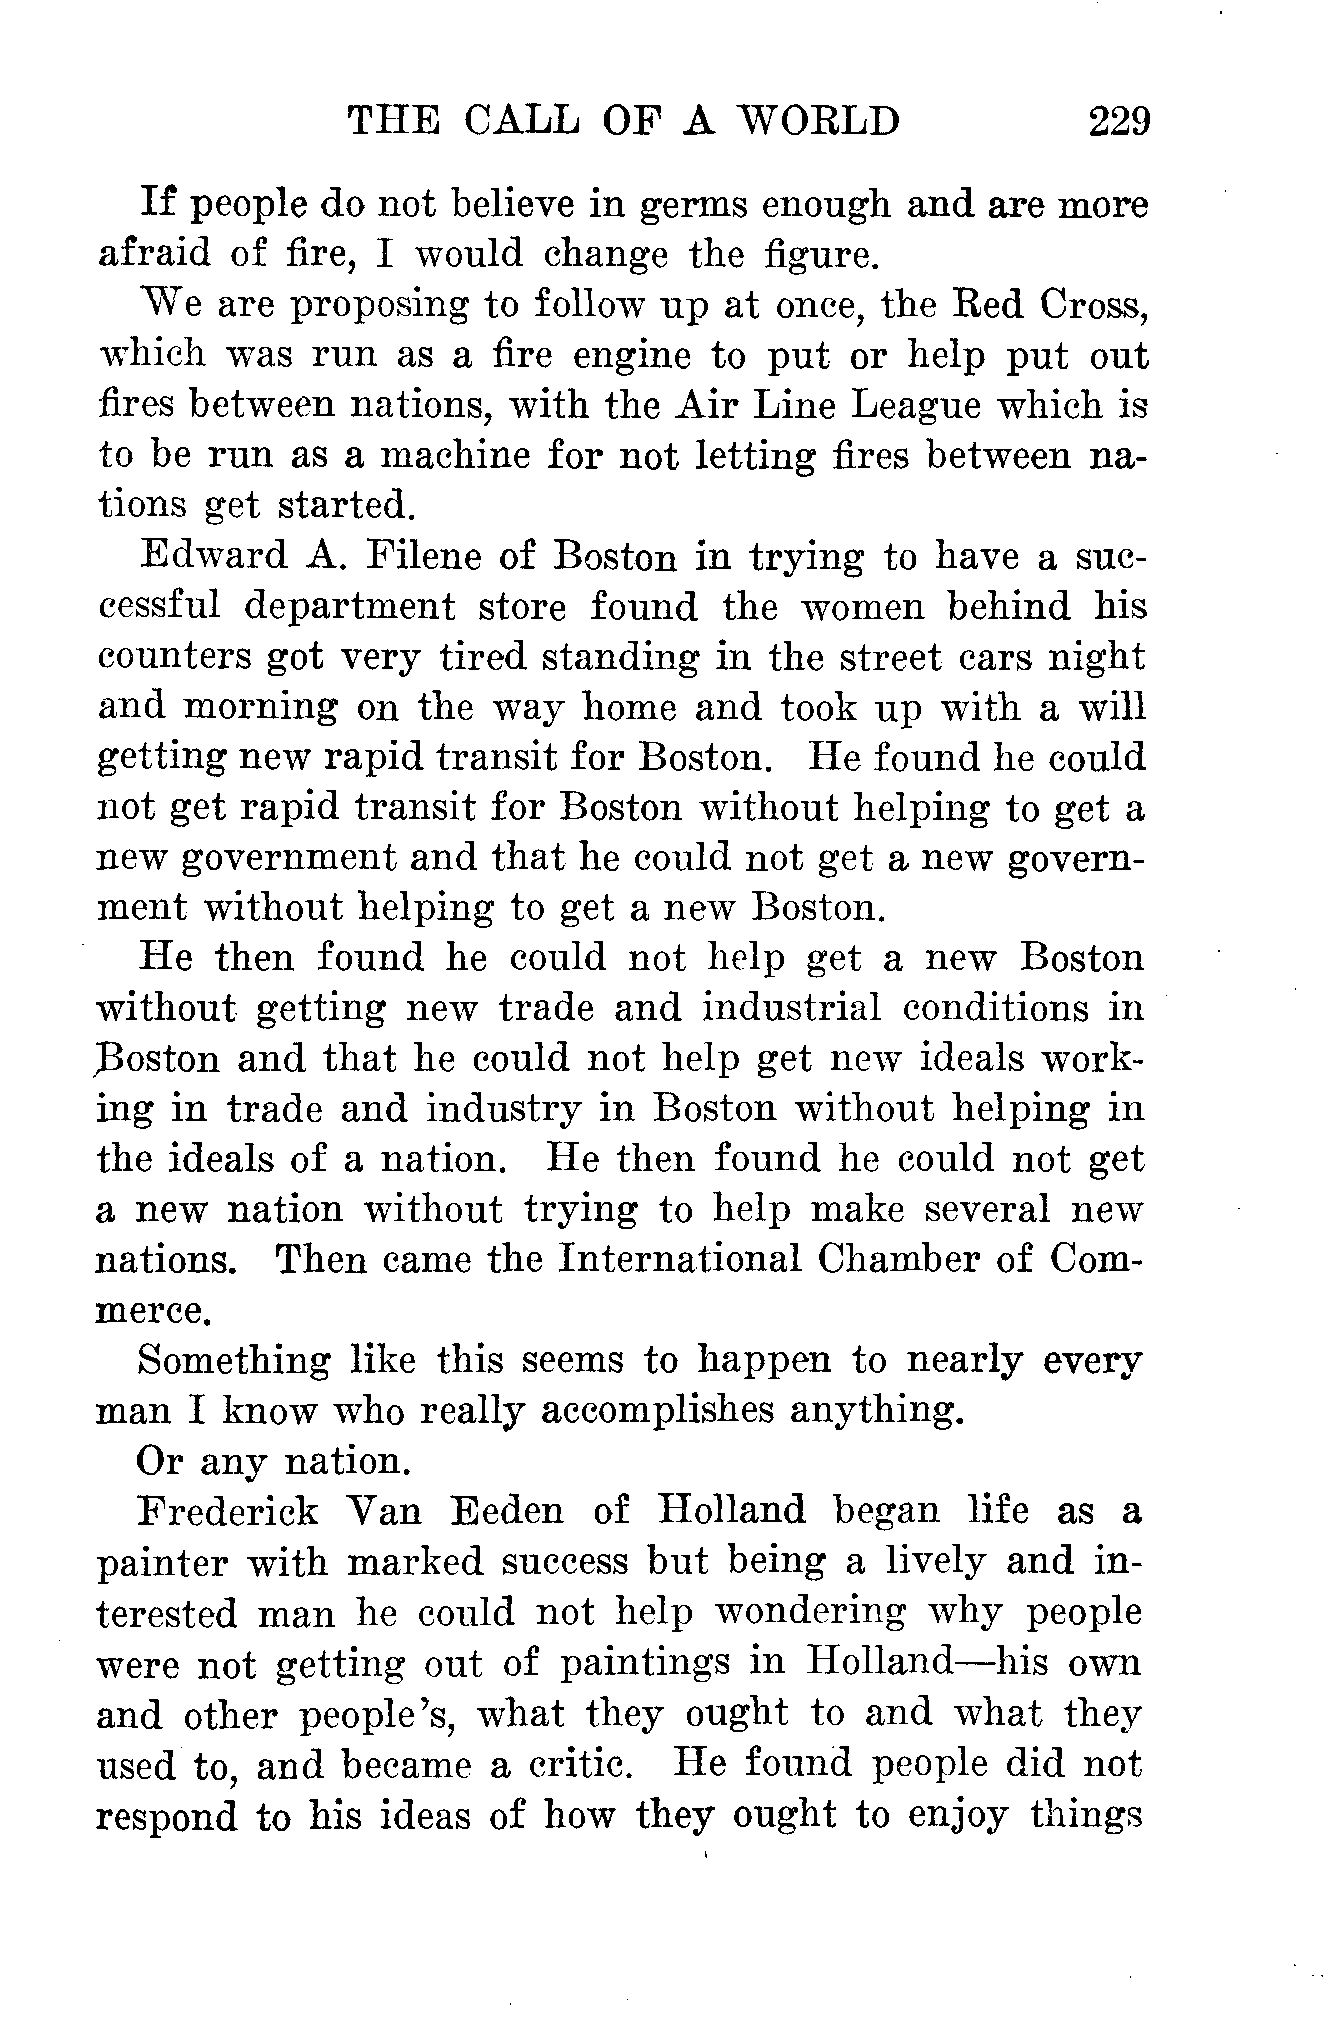 THE CALL OF A WORLD 229
If people do not believe in germs enough and are more
afraid of fire, I would change the figure.
We are proposing to follow up at once, the Red Cross,
which was run as a fire engine to put or help put out
fires between nations, with the Air Line League which is
to be run as a machine for not letting fires between na-
tions get started.
Edward A. Filene of Boston in trying to have a suc-
cessful department store found the women behind his
counters got very tired standing in the street cars night
and morning on the way home and took up with a will
getting new rapid transit for Boston. He found he could
not get rapid transit for Boston without helping to get a
new government and that he could not get a new govern-
ment without helping to get a new Boston.
He then found he could not help get a new Boston
without getting new trade and industrial conditions in
Boston and that he could not help get new ideals work-
ing in trade and industry in Boston without helping in
the ideals of a nation. He then found he could not get
a new nation without trying to help make several new
nations. Then came the International Chamber of Com-
merce.
Something like this seems to happen to nearly every
man I know who really accomplishes anything.
Or any nation.
Frederick Van Eeden of Holland began life as a
painter with marked success but being a lively and in-
terested man he could not help wondering why people
were not getting out of paintings in Holland—his own
and other people's, what they ought to and what they
used to, and became a critic. He found people did not
respond to his ideas of how they ought to enjoy things